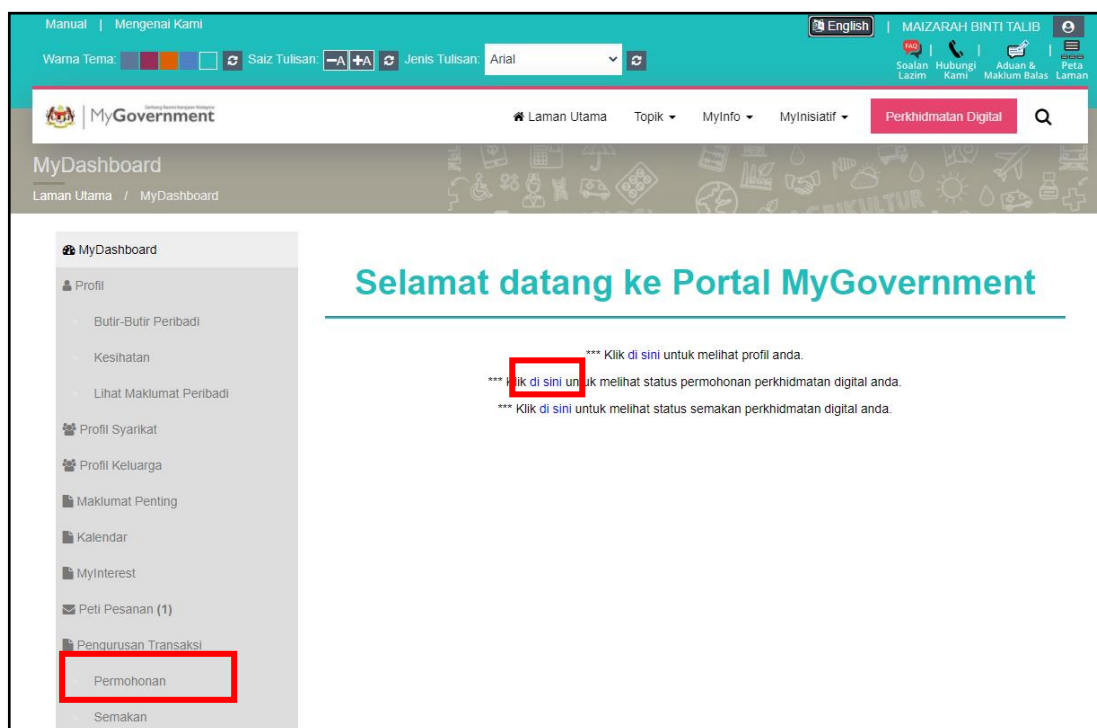 Manual | Mengenai Kami
English | MAIZARAH BINTI TALIB
Warna Tema: Saiz Tulisan: -A +A Jenis Tulisan: Arial
FAQ
Soalan Lazim | Hubungi Kami | Aduan & Maklum Balas | Peta Laman
MyGovernment
Laman Utama Topik MyInfo MyInisiatif Perkhidmatan Digital
MyDashboard
Laman Utama / MyDashboard
MyDashboard
Profil
Butir-Butir Peribadi
Kesihatan
Lihat Maklumat Peribadi
Profil Syarikat
Profil Keluarga
Maklumat Penting
Kalendar
MyInterest
Peti Pesanan (1)
Pengurusan Transaksi
Permohonan
Semakan
Selamat datang ke Portal MyGovernment
*** Klik di sini untuk melihat profil anda.
*** Klik di sini untuk melihat status permohonan perkhidmatan digital anda.
*** Klik di sini untuk melihat status semakan perkhidmatan digital anda.